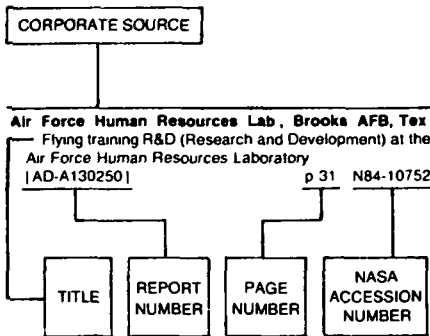 CORPORATE SOURCE
Air Force Human Resources Lab , Brooks AFB, Tex
Flying training R&D (Research and Development) at the
Air Force Human Resources Laboratory
|AD-A130250| p 31 N84-10752
TITLE
REPORT NUMBER
PAGE NUMBER
NASA ACCESSION NUMBER